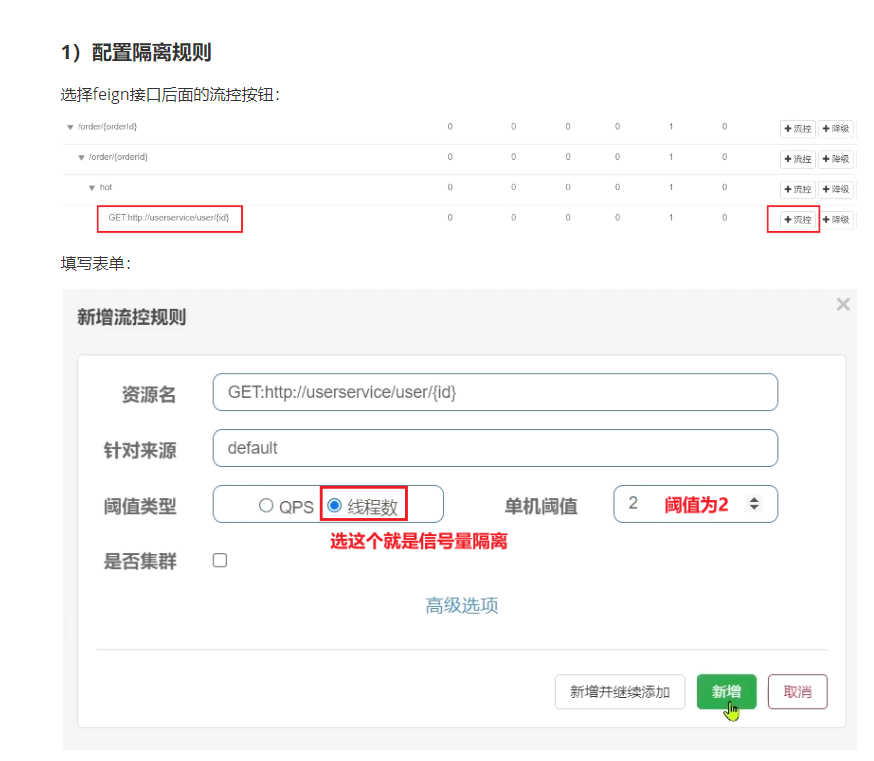 1）配置隔离规则
选择feign接口后面的流控按钮：
/order/{orderId} 0 0 0 0 1 0 +流控 +降级
/order/{orderId} 0 0 0 0 1 0 +流控 +降级
hot 0 0 0 0 1 0 +流控 +降级
GET:http://userservice/user/{id} 0 0 0 0 1 0 +流控 +降级
填写表单：
新增流控规则 ×
资源名 GET:http://userservice/user/{id}
针对来源 default
阈值类型 QPS 线程数 单机阈值 2 阈值为2
选这个就是信号量隔离
是否集群
高级选项
新增并继续添加 新增 取消